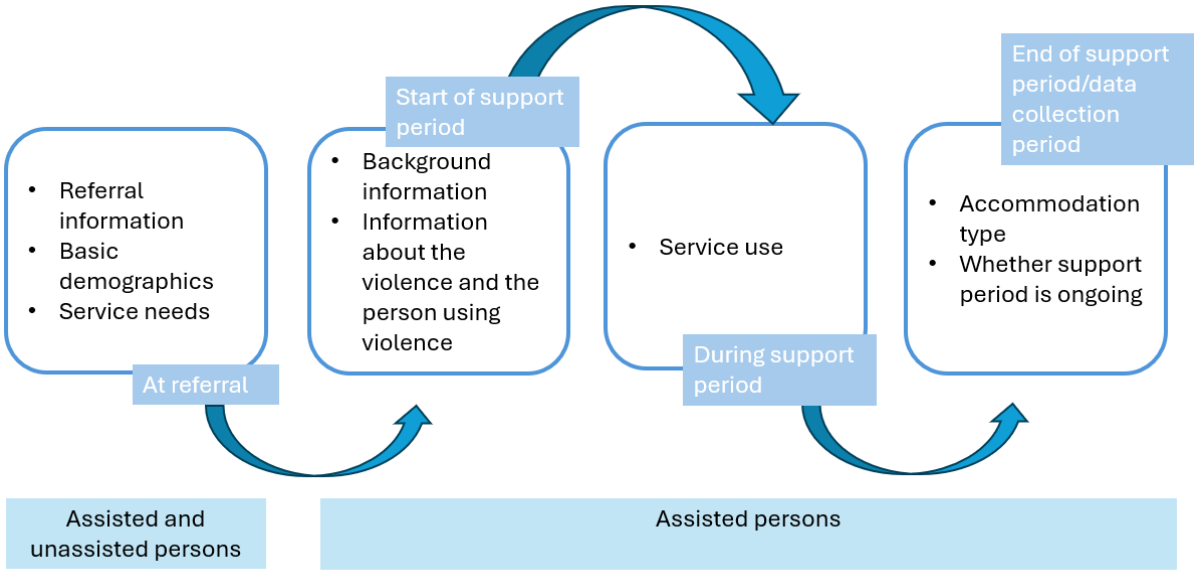 • Referral
information
• Basic
demographics
• Service needs
At referral
Start of support
period
• Background
information
• Information
about the
violence and the
person using
violence
• Service use
During support
period
End of support
period/data
collection
period
• Accommodation
type
• Whether support
period is ongoing
Assisted and
unassisted persons
Assisted persons